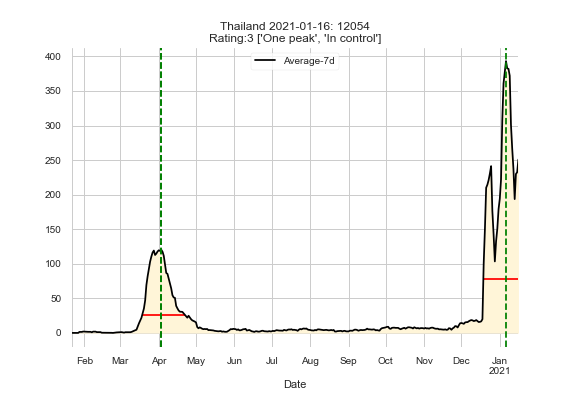 Thailand 2021-01-16: 12054
Rating:3 ['One peak', 'In control']
Average-7d
400
350
300
250
200
150
100
50
0
Feb Mar Apr May Jun Jul Aug Sep Oct Nov Dec Jan
2021
Date